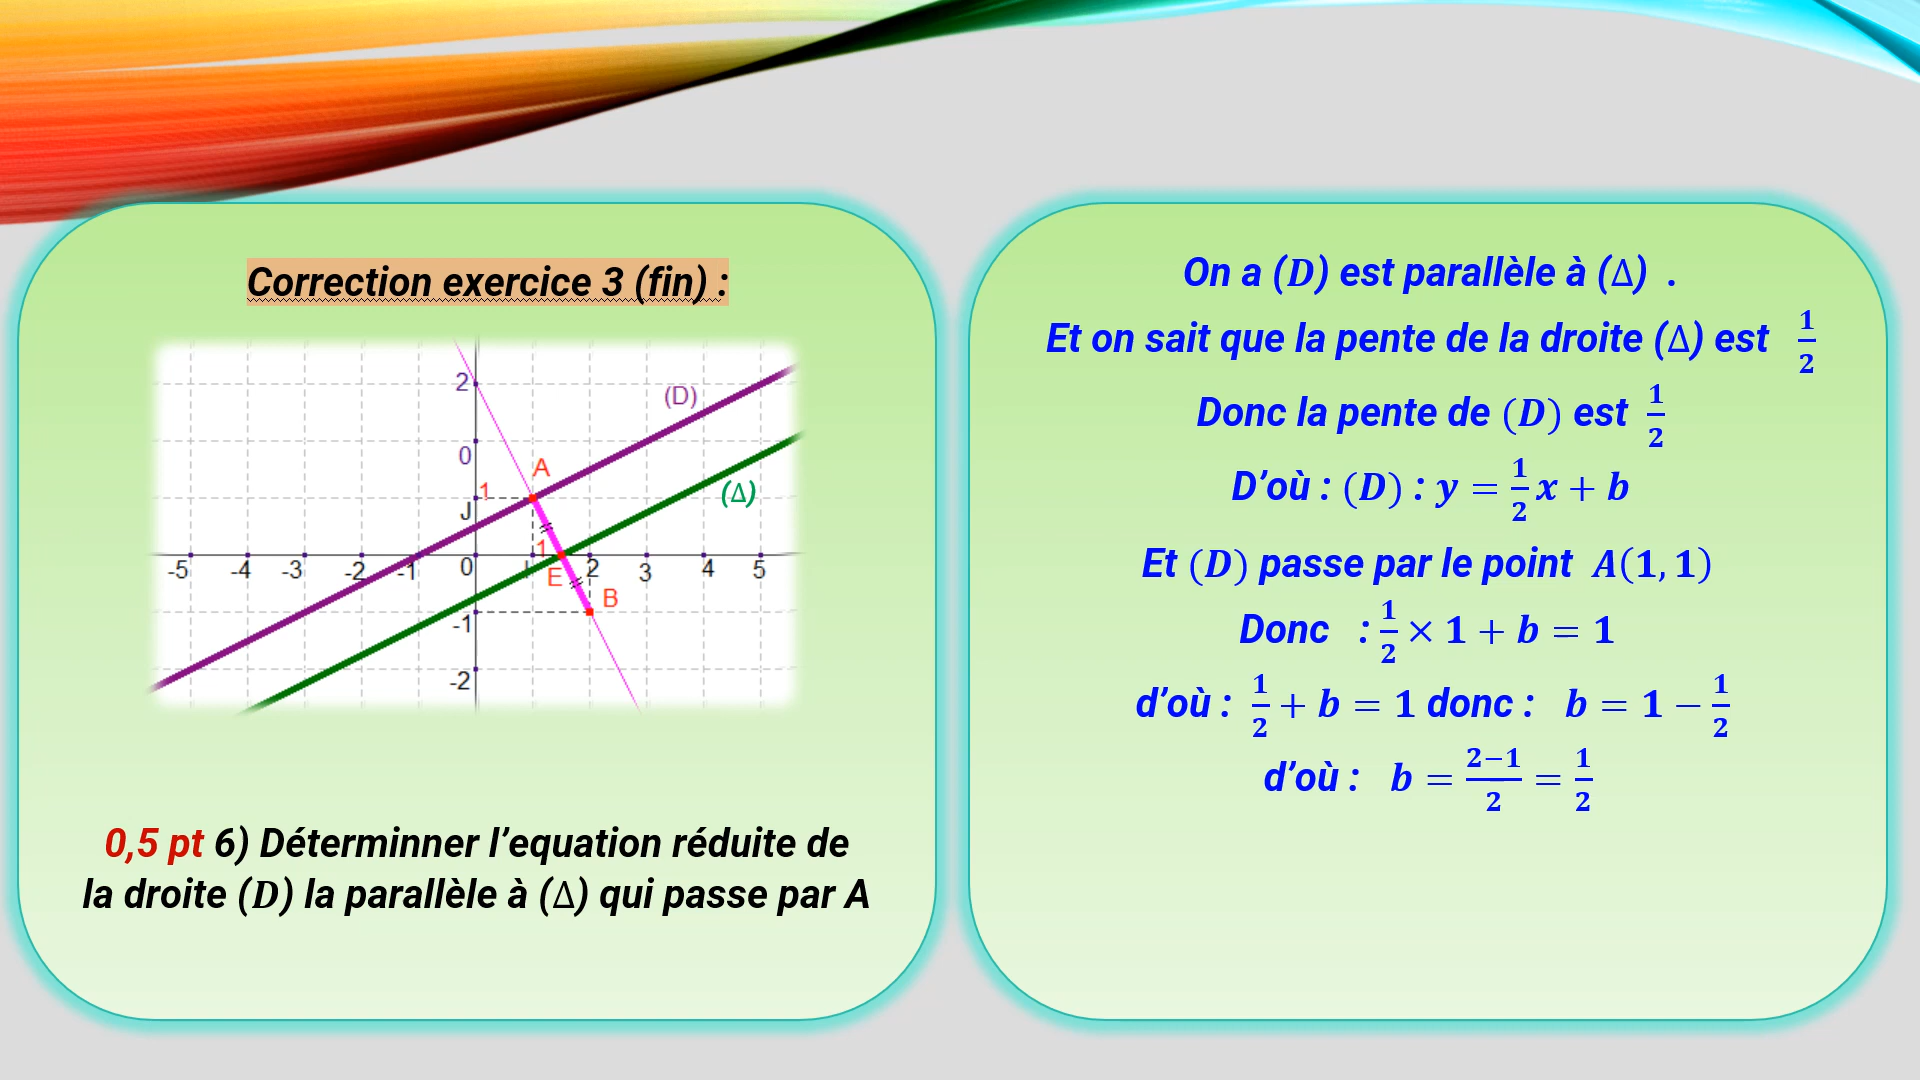 Correction exercice 3 (fin) :
2
(D)
0
A
1
(Δ)
J
1
-5 -4 -3 -2 -1 0 I 2 3 4 5
E
B
-1
-2
0,5 pt 6) Déterminner l’equation réduite de
la droite (D) la parallèle à (Δ) qui passe par A
On a (D) est parallèle à (Δ) .
Et on sait que la pente de la droite (Δ) est 1/2
Donc la pente de (D) est 1/2
D’où : (D) : y = 1/2 x + b
Et (D) passe par le point A(1, 1)
Donc : 1/2 × 1 + b = 1
d’où : 1/2 + b = 1 donc : b = 1 − 1/2
d’où : b = 2−1/2 = 1/2